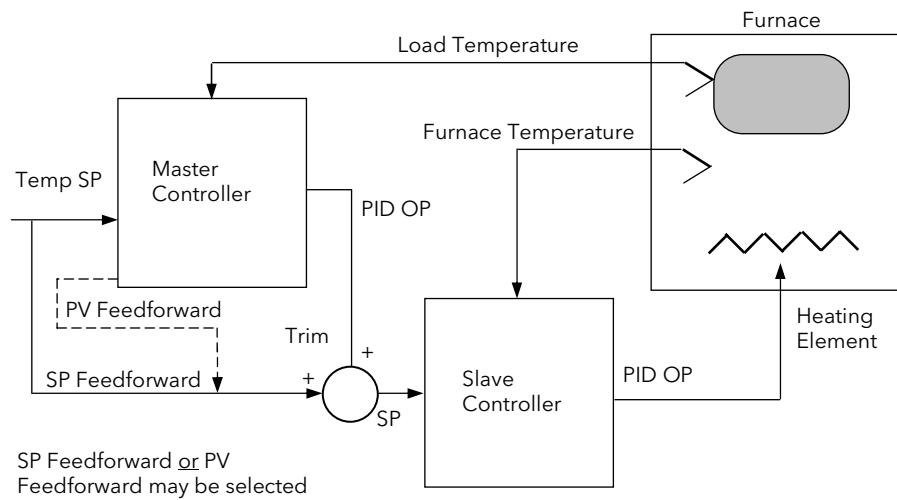 Furnace
Load Temperature
Furnace Temperature
Master
Controller
Temp SP
PID OP
PV Feedforward
Trim
+
Heating
Element
SP Feedforward
+
SP
Slave
Controller
PID OP
SP Feedforward or PV
Feedforward may be selected